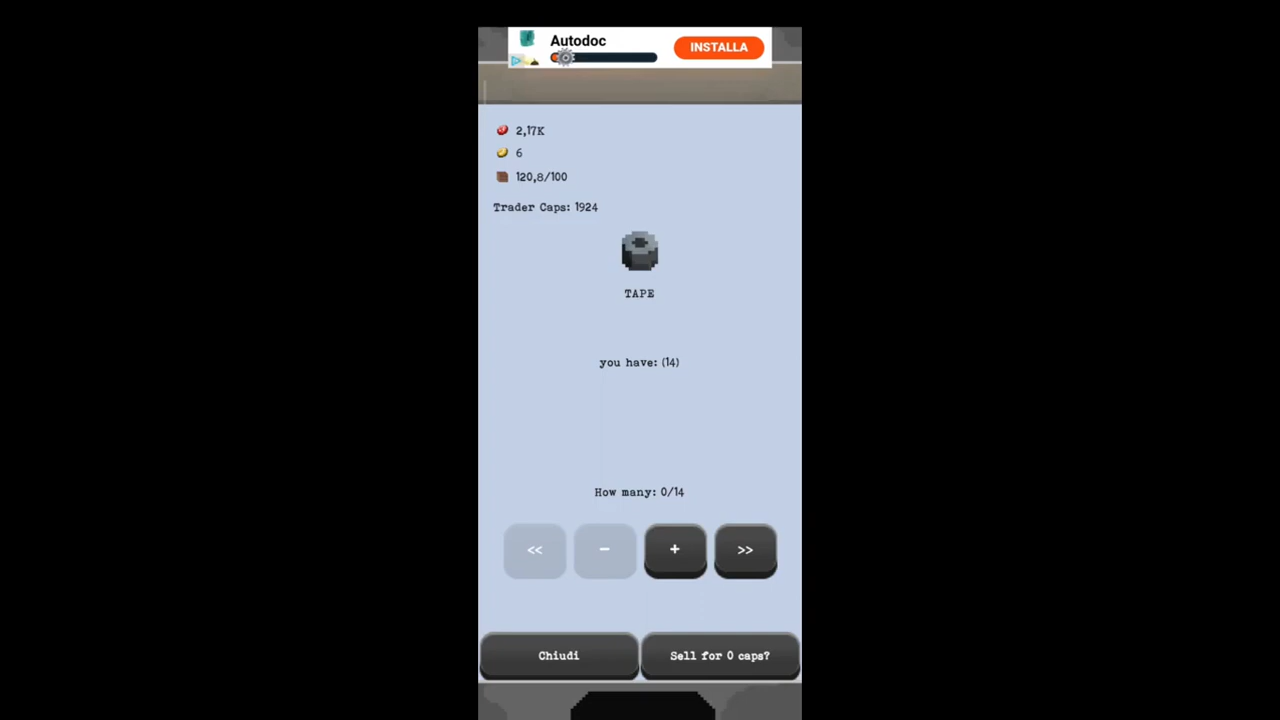 Autodoc
INSTALLA
2,17K
6
120,8/100
Trader Caps: 1924
TAPE
you have: (14)
How many: 0/14
<< − + >>
Chiudi
Sell for 0 caps?